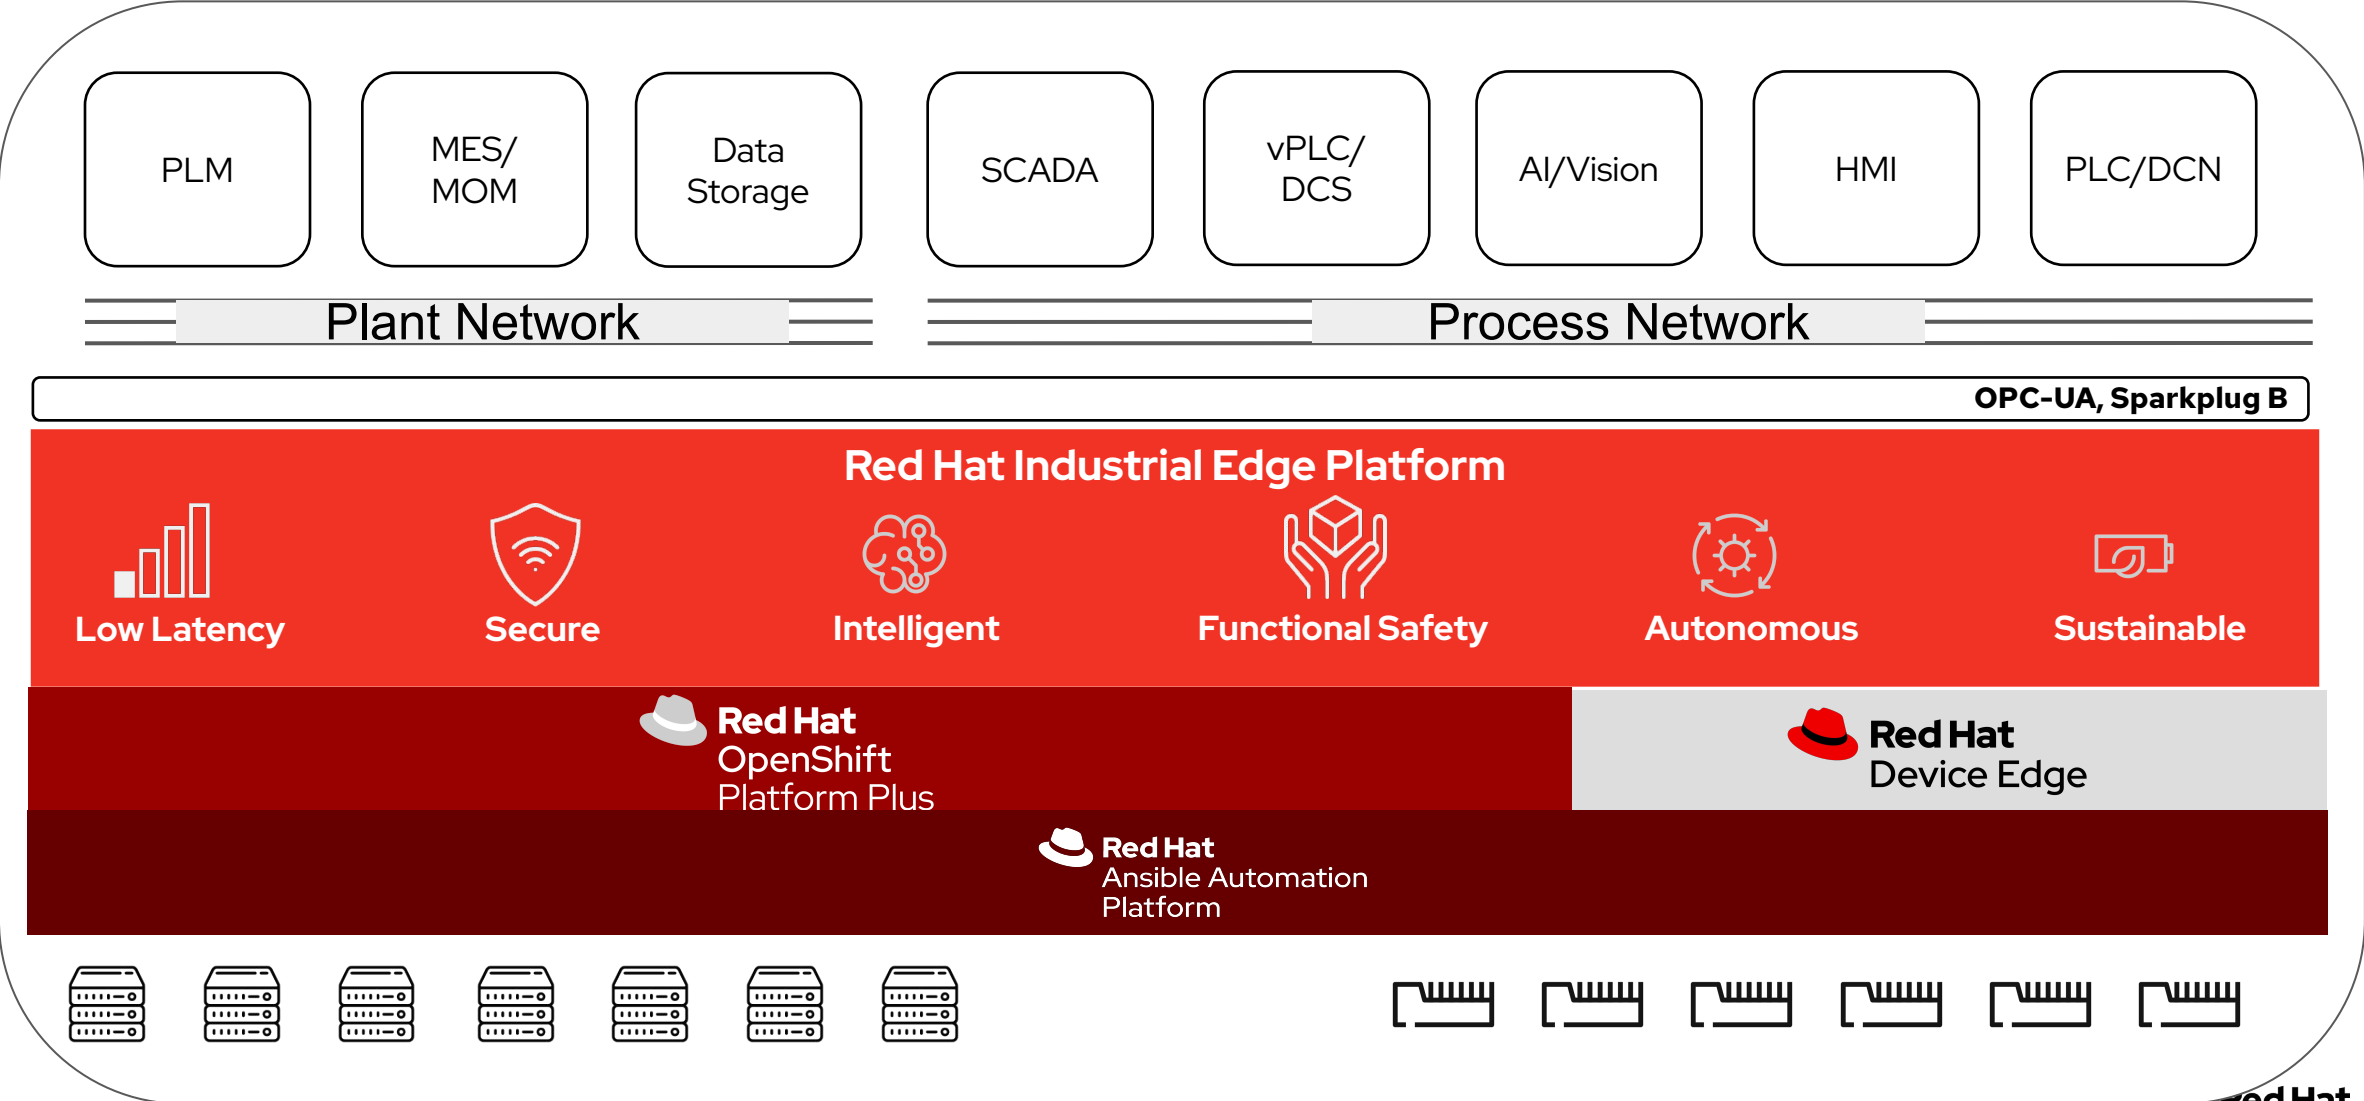 PLM
MES/
MOM
Data
Storage
SCADA
vPLC/
DCS
AI/Vision
HMI
PLC/DCN
Plant Network
Process Network
OPC-UA, Sparkplug B
Red Hat Industrial Edge Platform
Low Latency
Secure
Intelligent
Functional Safety
Autonomous
Sustainable
Red Hat
OpenShift
Platform Plus
Red Hat
Device Edge
Red Hat
Ansible Automation
Platform
Hat